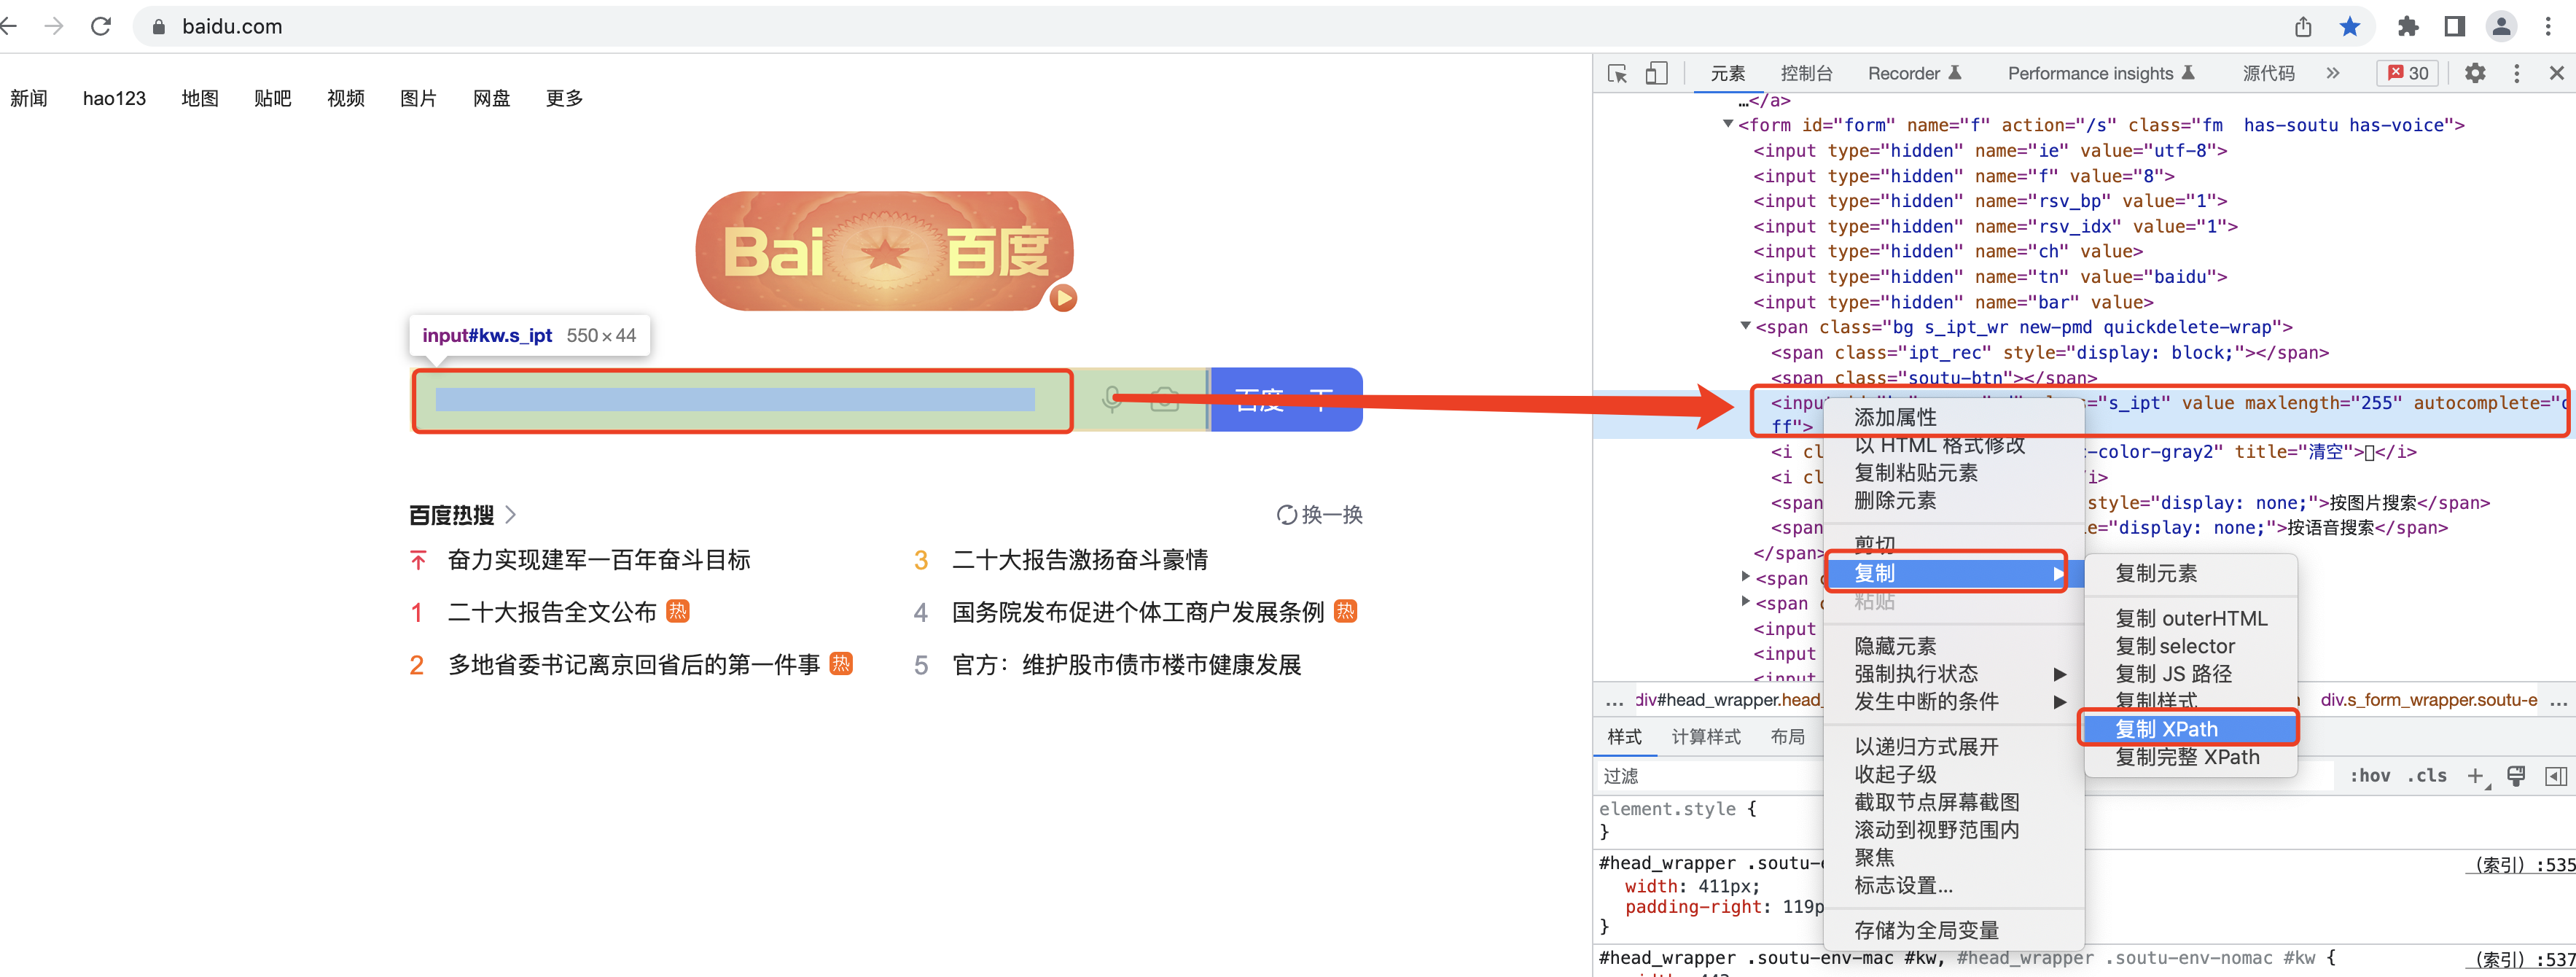 baidu.com
新闻 hao123 地图 贴吧 视频 图片 网盘 更多
Bai 百度
input#kw.s_ipt 550 × 44
百度一下
百度热搜
换一换
奋力实现建军一百年奋斗目标
1 二十大报告全文公布 热
2 多地省委书记离京回省后的第一件事 热
3 二十大报告激扬奋斗豪情
4 国务院发布促进个体工商户发展条例 热
5 官方：维护股市债市楼市健康发展
元素 控制台 Recorder Performance insights 源代码 » 30
…</a>
<form id="form" name="f" action="/s" class="fm  has-soutu has-voice">
<input type="hidden" name="ie" value="utf-8">
<input type="hidden" name="f" value="8">
<input type="hidden" name="rsv_bp" value="1">
<input type="hidden" name="rsv_idx" value="1">
<input type="hidden" name="ch" value>
<input type="hidden" name="tn" value="baidu">
<input type="hidden" name="bar" value>
<span class="bg s_ipt_wr new-pmd quickdelete-wrap">
<span class="ipt_rec" style="display: block;"></span>
<span class="soutu-btn"></span>
<input ="s_ipt" value maxlength="255" autocomplete="o
ff">
<i cl -color-gray2" title="清空"></i>
<i cl i>
<span style="display: none;">按图片搜索</span>
<span e="display: none;">按语音搜索</span>
</span>
<span c
<span c
<input
<input
<input
添加属性
以 HTML 格式修改
复制粘贴元素
删除元素
剪切
复制
粘贴
隐藏元素
强制执行状态
发生中断的条件
以递归方式展开
收起子级
截取节点屏幕截图
滚动到视野范围内
聚焦
标志设置...
存储为全局变量
复制元素
复制 outerHTML
复制 selector
复制 JS 路径
复制样式
复制 XPath
复制完整 XPath
… div#head_wrapper.head_ div.s_form_wrapper.soutu-e …
样式 计算样式 布局
过滤 :hov .cls +
element.style {
}
#head_wrapper .soutu-e (索引) :535
width: 411px;
padding-right: 119p
}
#head_wrapper .soutu-env-mac #kw, #head_wrapper .soutu-env-nomac #kw { (索引) :537